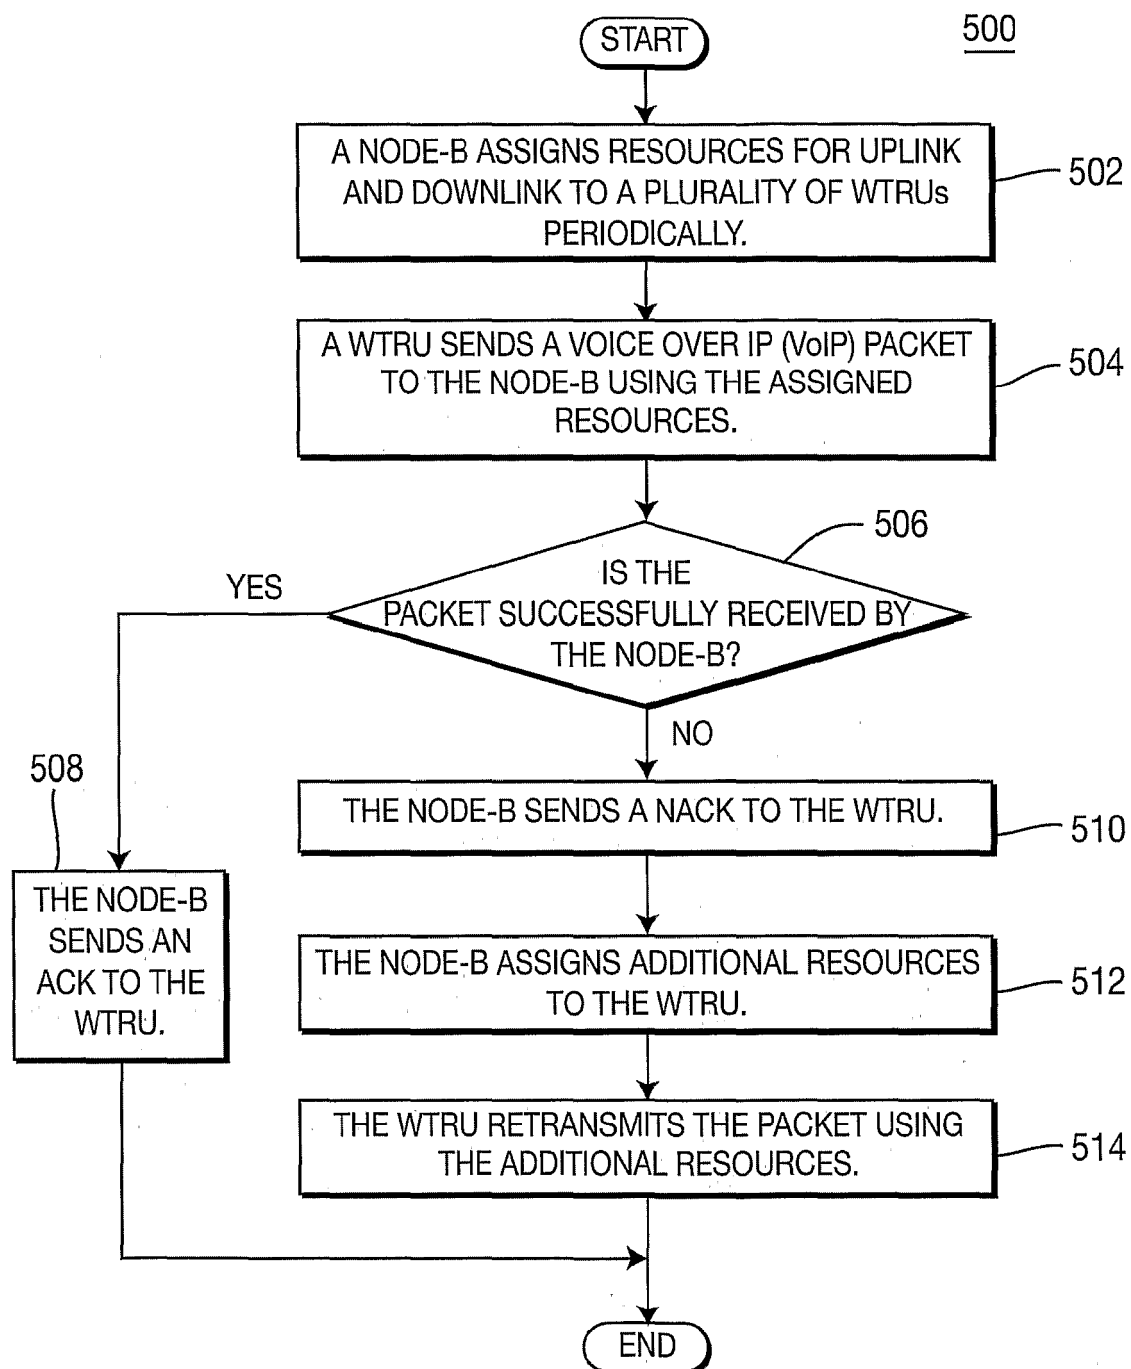 500
START
A NODE-B ASSIGNS RESOURCES FOR UPLINK
AND DOWNLINK TO A PLURALITY OF WTRUs
PERIODICALLY.
502
A WTRU SENDS A VOICE OVER IP (VoIP) PACKET
TO THE NODE-B USING THE ASSIGNED
RESOURCES.
504
506
IS THE
PACKET SUCCESSFULLY RECEIVED BY
THE NODE-B?
YES
NO
508
THE NODE-B
SENDS AN
ACK TO THE
WTRU.
THE NODE-B SENDS A NACK TO THE WTRU.
510
THE NODE-B ASSIGNS ADDITIONAL RESOURCES
TO THE WTRU.
512
THE WTRU RETRANSMITS THE PACKET USING
THE ADDITIONAL RESOURCES.
514
END